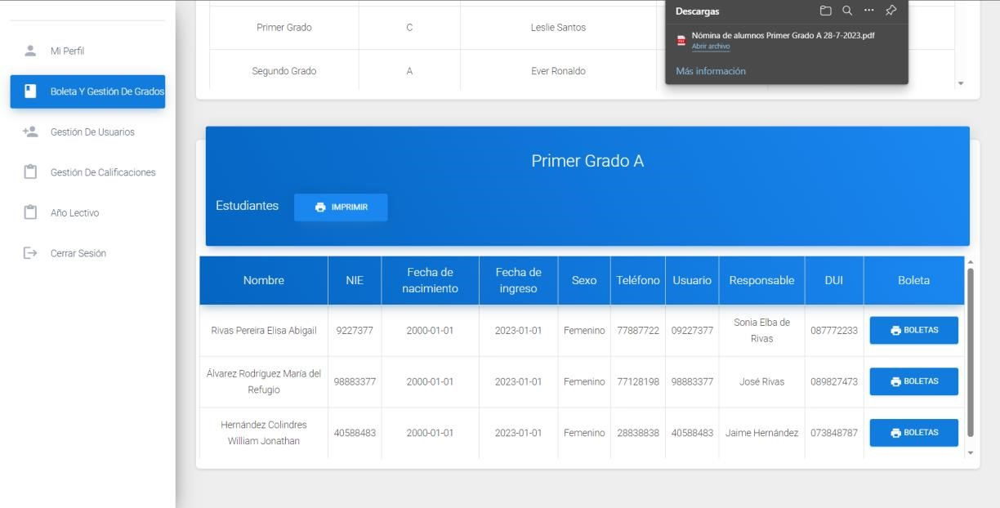 Descargas
Nómina de alumnos Primer Grado A 28-7-2023.pdf
Abrir archivo
Más información
Primer Grado C Leslie Santos
Segundo Grado A Ever Ronaldo
Mi Perfil
Boleta Y Gestión De Grados
Gestión De Usuarios
Gestión De Calificaciones
Año Lectivo
Cerrar Sesión
Primer Grado A
Estudiantes IMPRIMIR
Nombre NIE Fecha de nacimiento Fecha de ingreso Sexo Teléfono Usuario Responsable DUI Boleta
Rivas Pereira Elisa Abigail 9227377 2000-01-01 2023-01-01 Femenino 77887722 09227377 Sonia Elba de Rivas 087772233 BOLETAS
Álvarez Rodríguez María del Refugio 98883377 2000-01-01 2023-01-01 Femenino 77128198 98883377 José Rivas 089827473 BOLETAS
Hernández Colindres William Jonathan 40588483 2000-01-01 2023-01-01 Femenino 28838838 40588483 Jaime Hernández 073848787 BOLETAS